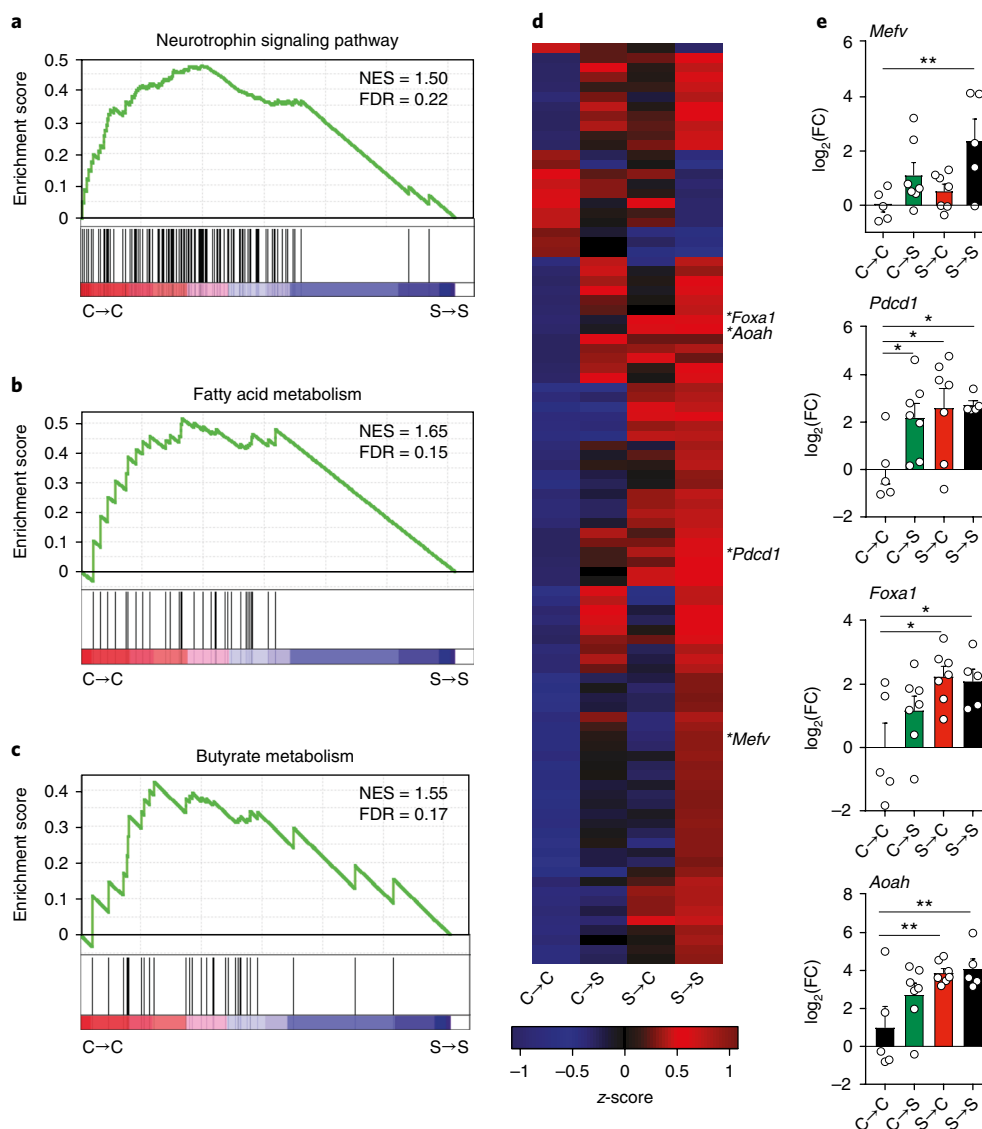 a
Neurotrophin signaling pathway
NES = 1.50
FDR = 0.22
Enrichment score
0.5
0.4
0.3
0.2
0.1
0
C→C
S→S
b
Fatty acid metabolism
NES = 1.65
FDR = 0.15
Enrichment score
0.5
0.4
0.3
0.2
0.1
0
C→C
S→S
c
Butyrate metabolism
NES = 1.55
FDR = 0.17
Enrichment score
0.4
0.3
0.2
0.1
0
C→C
S→S
d
*Foxa1
*Aoah
*Pdcd1
*Mefv
C→C
C→S
S→C
S→S
−1
−0.5
0
0.5
1
z-score
e
Mefv
log2(FC)
6
4
2
0
**
C→C
C→S
S→C
S→S
Pdcd1
log2(FC)
6
4
2
0
−2
*
*
*
C→C
C→S
S→C
S→S
Foxa1
log2(FC)
4
2
0
−2
*
*
C→C
C→S
S→C
S→S
Aoah
log2(FC)
8
6
4
2
0
−2
**
**
C→C
C→S
S→C
S→S